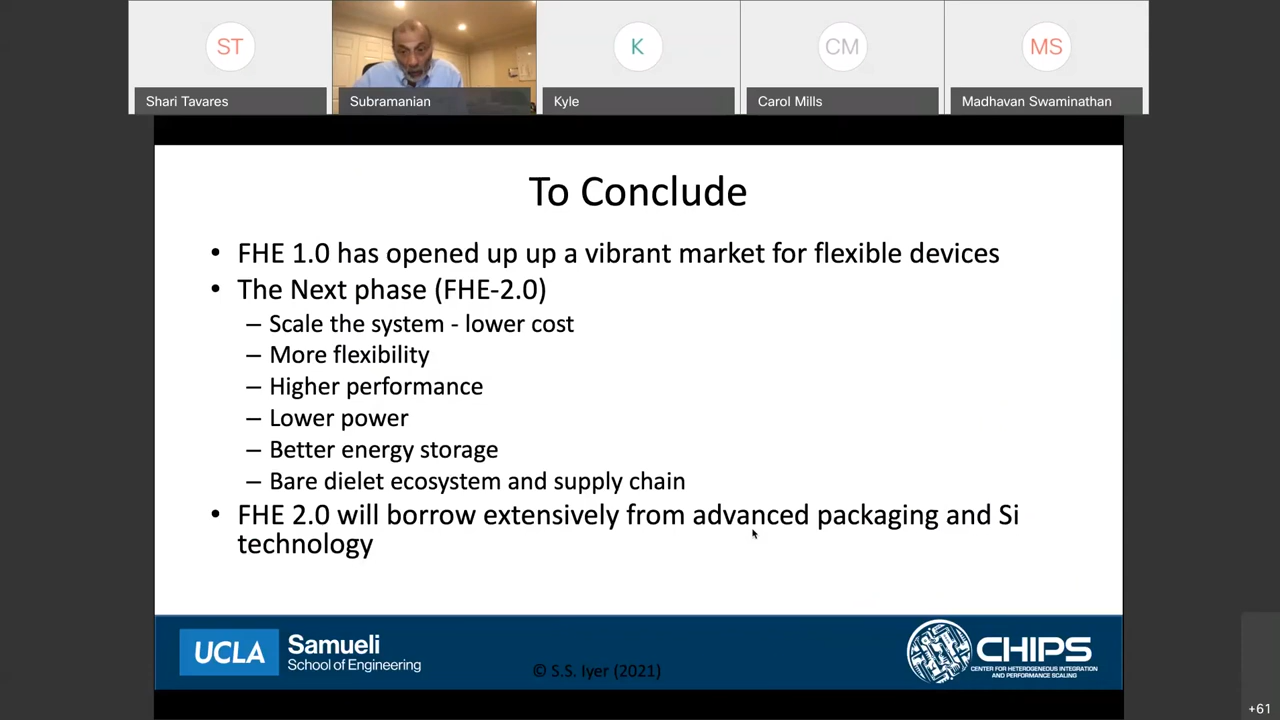 ST
K
CM
MS
Shari Tavares
Subramanian
Kyle
Carol Mills
Madhavan Swaminathan
To Conclude
• FHE 1.0 has opened up up a vibrant market for flexible devices
• The Next phase (FHE-2.0)
– Scale the system - lower cost
– More flexibility
– Higher performance
– Lower power
– Better energy storage
– Bare dielet ecosystem and supply chain
• FHE 2.0 will borrow extensively from advanced packaging and Si
technology
UCLA
Samueli
School of Engineering
© S.S. Iyer (2021)
CHIPS
CENTER FOR HETEROGENEOUS INTEGRATION
AND PERFORMANCE SCALING
+61